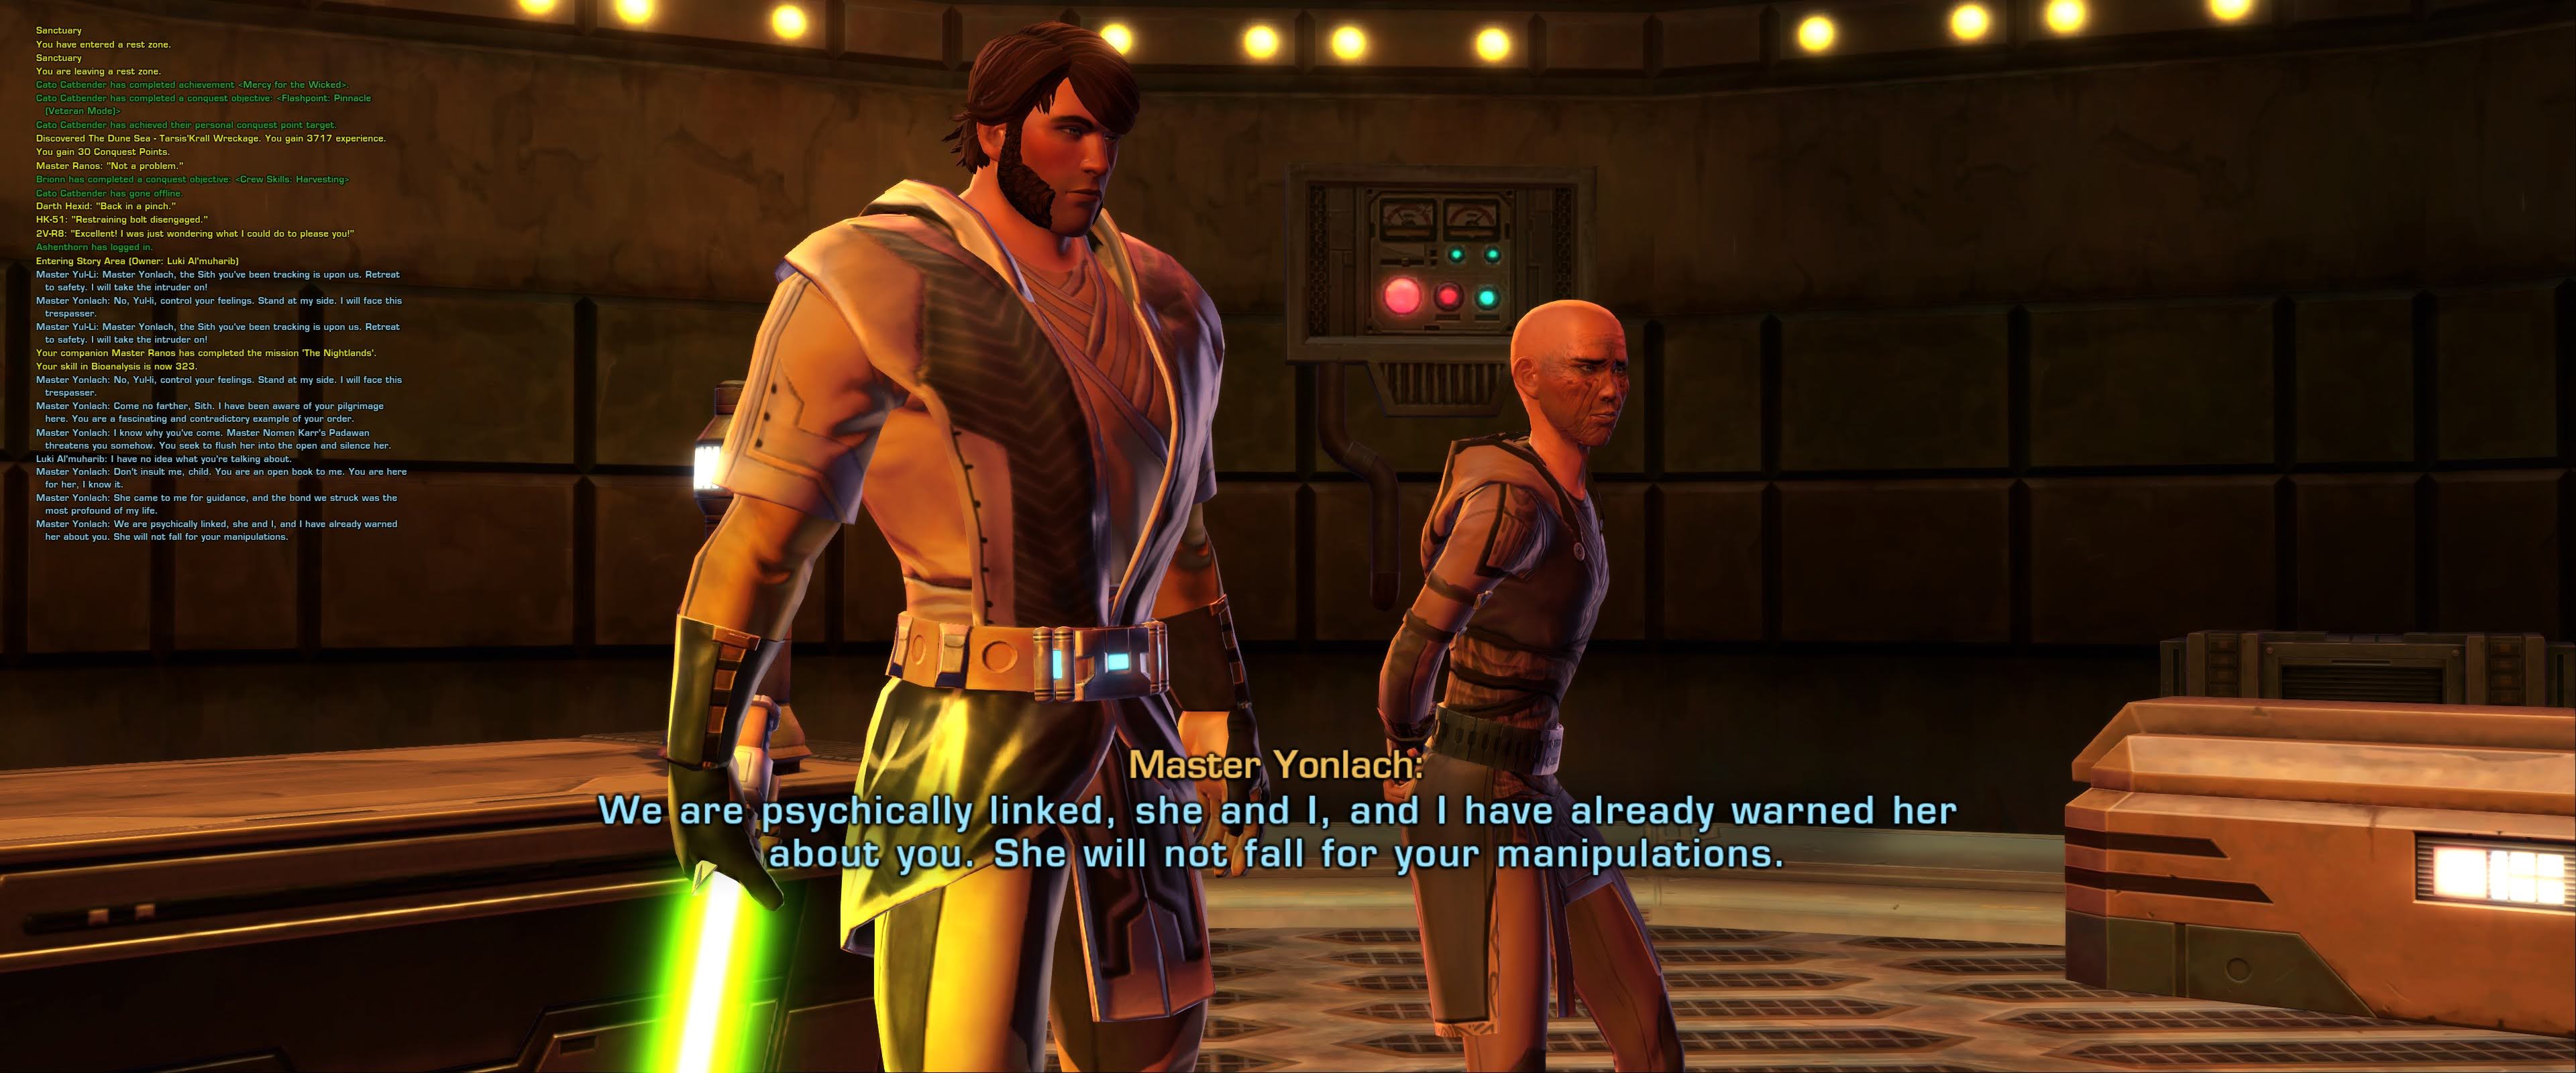 Sanctuary
You have entered a rest zone.
Sanctuary
You are leaving a rest zone.
Cato Catbender has completed achievement <Mercy for the Wicked>.
Cato Catbender has completed a conquest objective: <Flashpoint: Pinnacle
(Veteran Mode)>
Cato Catbender has achieved their personal conquest point target.
Discovered The Dune Sea - Tarsis'Krall Wreckage. You gain 3717 experience.
You gain 30 Conquest Points.
Master Ranos: "Not a problem."
Brionn has completed a conquest objective: <Crew Skills: Harvesting>
Cato Catbender has gone offline.
Darth Hexid: "Back in a pinch."
HK-51: "Restraining bolt disengaged."
2V-R8: "Excellent! I was just wondering what I could do to please you!"
Ashenthorn has logged in.
Entering Story Area (Owner: Luki Al'muharib)
Master Yul-Li: Master Yonlach, the Sith you've been tracking is upon us. Retreat
to safety. I will take the intruder on!
Master Yonlach: No, Yul-li, control your feelings. Stand at my side. I will face this
trespasser.
Master Yul-Li: Master Yonlach, the Sith you've been tracking is upon us. Retreat
to safety. I will take the intruder on!
Your companion Master Ranos has completed the mission 'The Nightlands'.
Your skill in Bioanalysis is now 323.
Master Yonlach: No, Yul-li, control your feelings. Stand at my side. I will face this
trespasser.
Master Yonlach: Come no farther, Sith. I have been aware of your pilgrimage
here. You are a fascinating and contradictory example of your order.
Master Yonlach: I know why you've come. Master Nomen Karr's Padawan
threatens you somehow. You seek to flush her into the open and silence her.
Luki Al'muharib: I have no idea what you're talking about.
Master Yonlach: Don't insult me, child. You are an open book to me. You are here
for her, I know it.
Master Yonlach: She came to me for guidance, and the bond we struck was the
most profound of my life.
Master Yonlach: We are psychically linked, she and I, and I have already warned
her about you. She will not fall for your manipulations.
Master Yonlach:
We are psychically linked, she and I, and I have already warned her
about you. She will not fall for your manipulations.